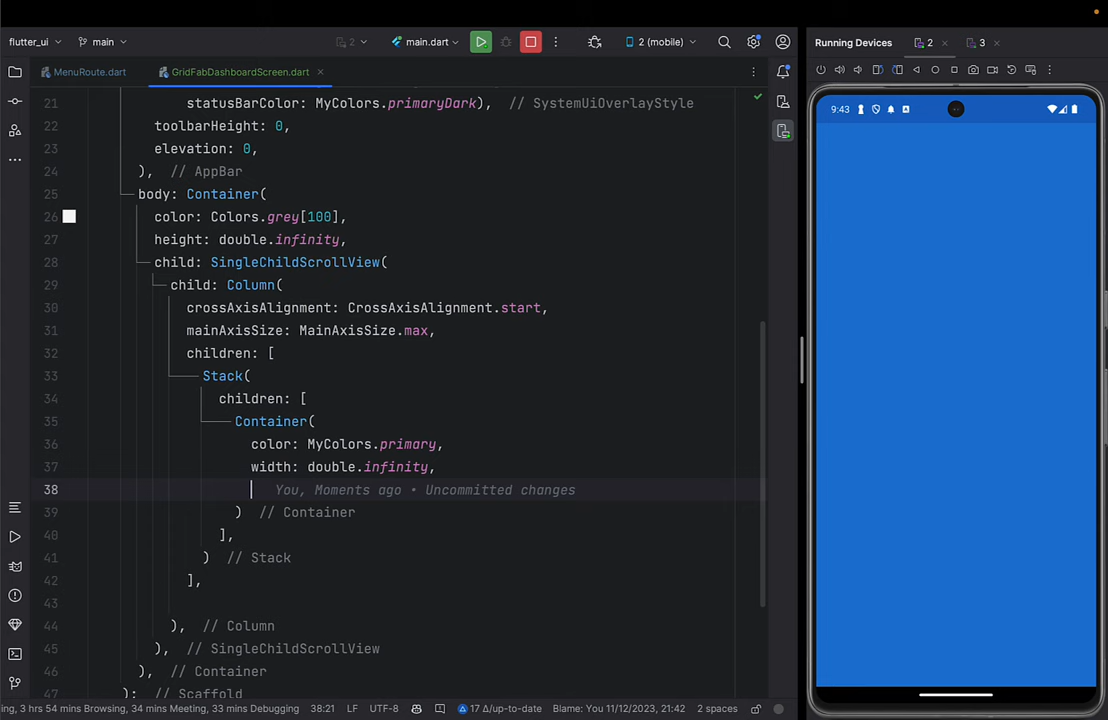 flutter_ui
main
2
main.dart
2 (mobile)
Running Devices
2
3
MenuRoute.dart
GridFabDashboardScreen.dart
21 statusBarColor: MyColors.primaryDark), // SystemUiOverlayStyle
22 toolbarHeight: 0,
23 elevation: 0,
24 ), // AppBar
25 body: Container(
26 color: Colors.grey[100],
27 height: double.infinity,
28 child: SingleChildScrollView(
29 child: Column(
30 crossAxisAlignment: CrossAxisAlignment.start,
31 mainAxisSize: MainAxisSize.max,
32 children: [
33 Stack(
34 children: [
35 Container(
36 color: MyColors.primary,
37 width: double.infinity,
38 You, Moments ago • Uncommitted changes
39 ) // Container
40 ],
41 ) // Stack
42 ],
43
44 ), // Column
45 ), // SingleChildScrollView
46 ), // Container
47 ); // Scaffold
9:43
ing, 3 hrs 54 mins Browsing, 34 mins Meeting, 33 mins Debugging
38:21
LF
UTF-8
17 Δ/up-to-date
Blame: You 11/12/2023, 21:42
2 spaces